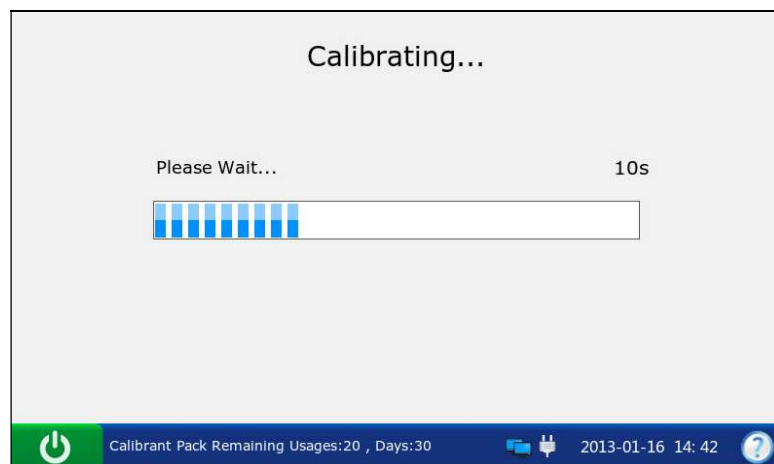 Calibrating...
Please Wait... 10s
Calibrant Pack Remaining Usages:20 , Days:30 2013-01-16 14: 42 ?